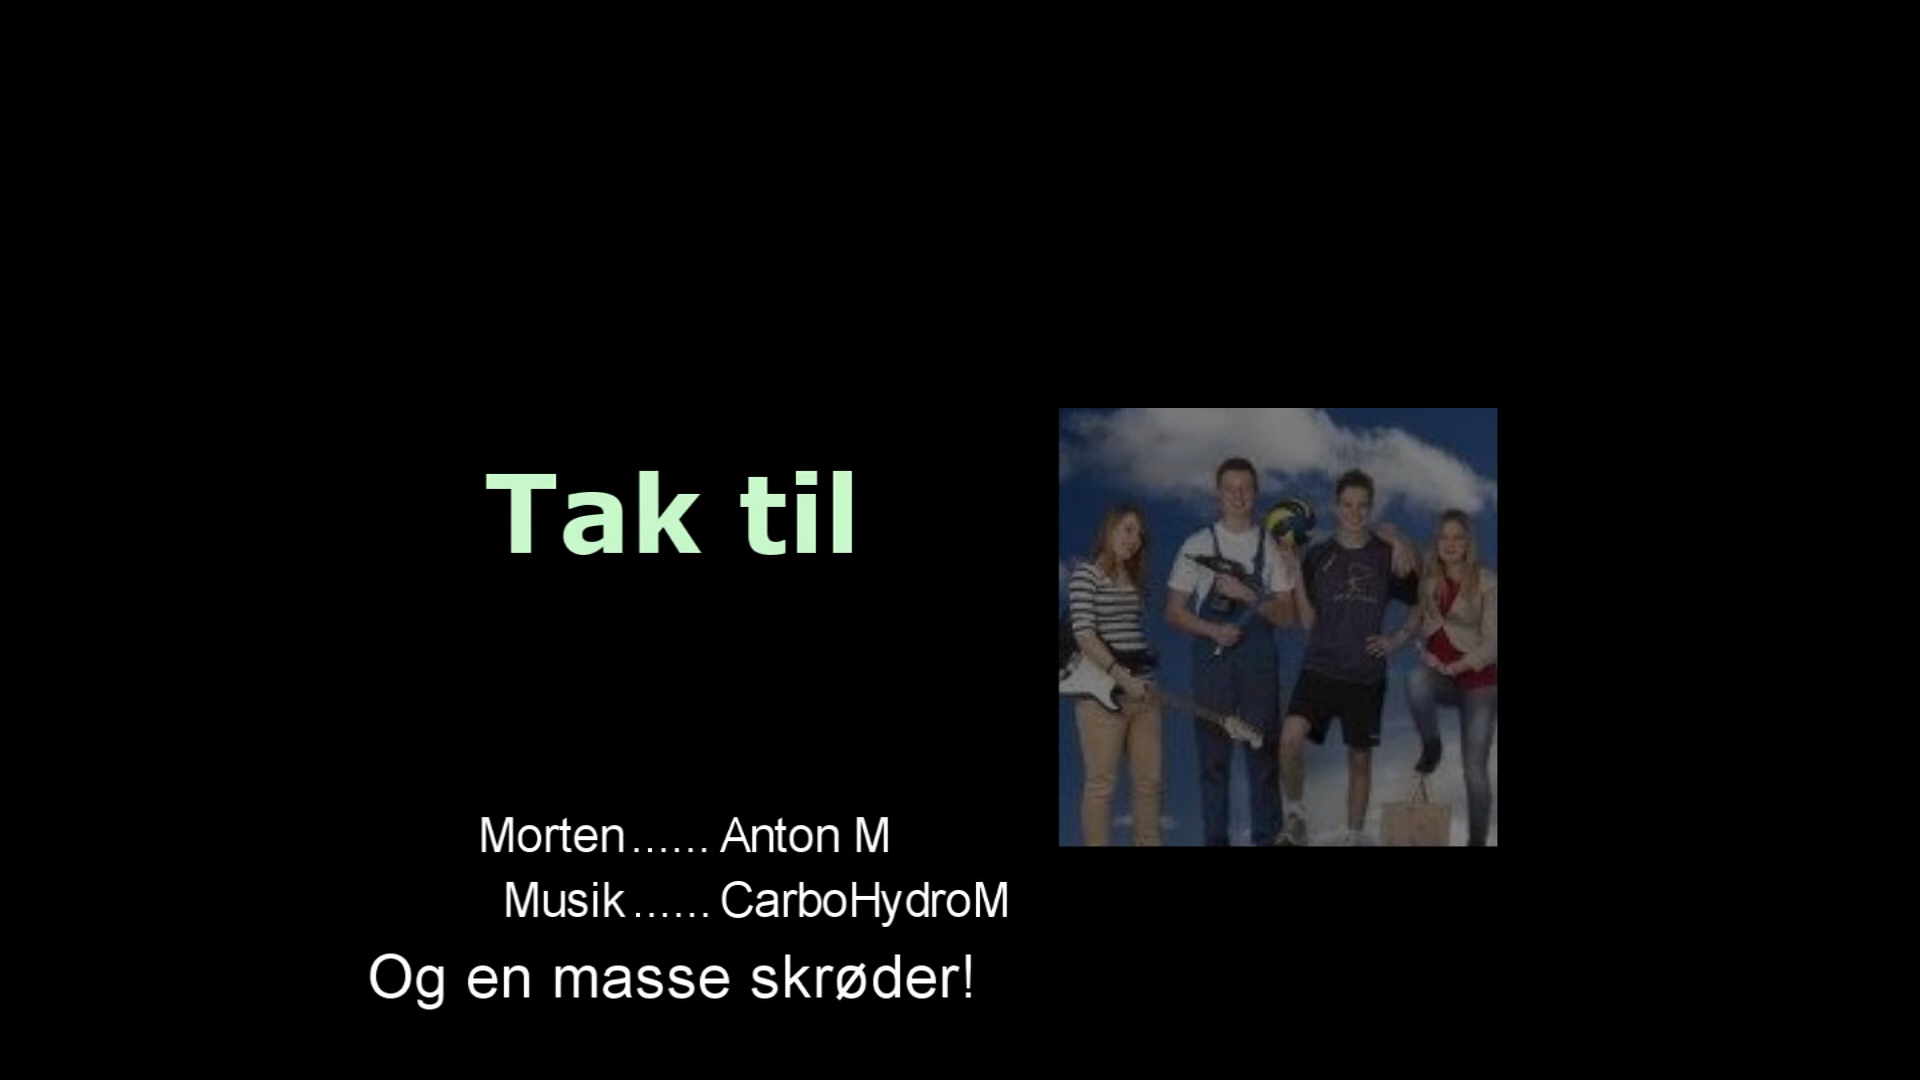 Tak til
Morten...... Anton M
Musik...... CarboHydroM
Og en masse skrøder!